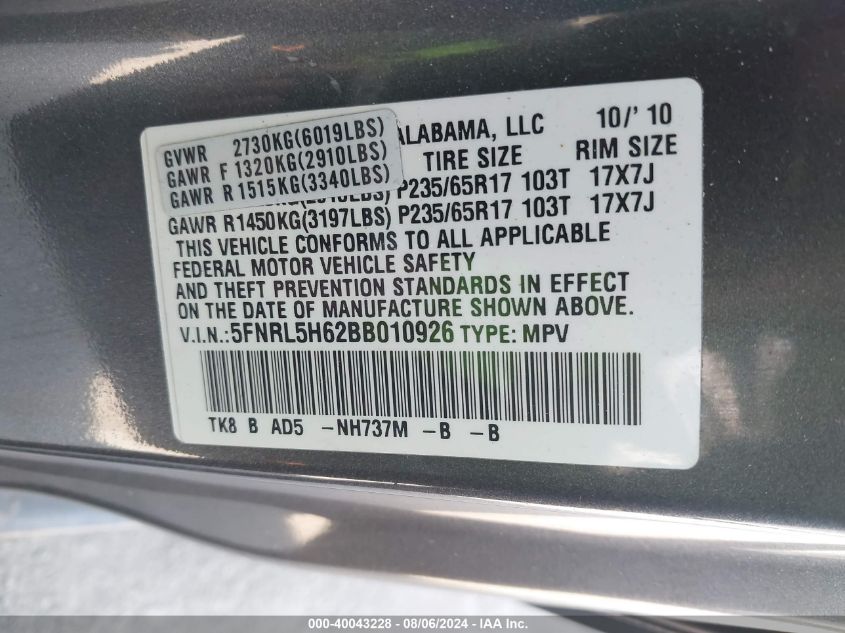 ALABAMA, LLC 10/'10
TIRE SIZE RIM SIZE
GVWR 2730KG(6019LBS)
GAWR F 1320KG(2910LBS)
GAWR R 1515KG(3340LBS)
P235/65R17 103T 17X7J
GAWR R1450KG(3197LBS) P235/65R17 103T 17X7J
THIS VEHICLE CONFORMS TO ALL APPLICABLE
FEDERAL MOTOR VEHICLE SAFETY
AND THEFT PREVENTION STANDARDS IN EFFECT
ON THE DATE OF MANUFACTURE SHOWN ABOVE.
V.I.N.:5FNRL5H62BB010926 TYPE: MPV
TK8 B AD5 -NH737M -B -B
000-40043228 - 08/06/2024 - IAAI Inc.